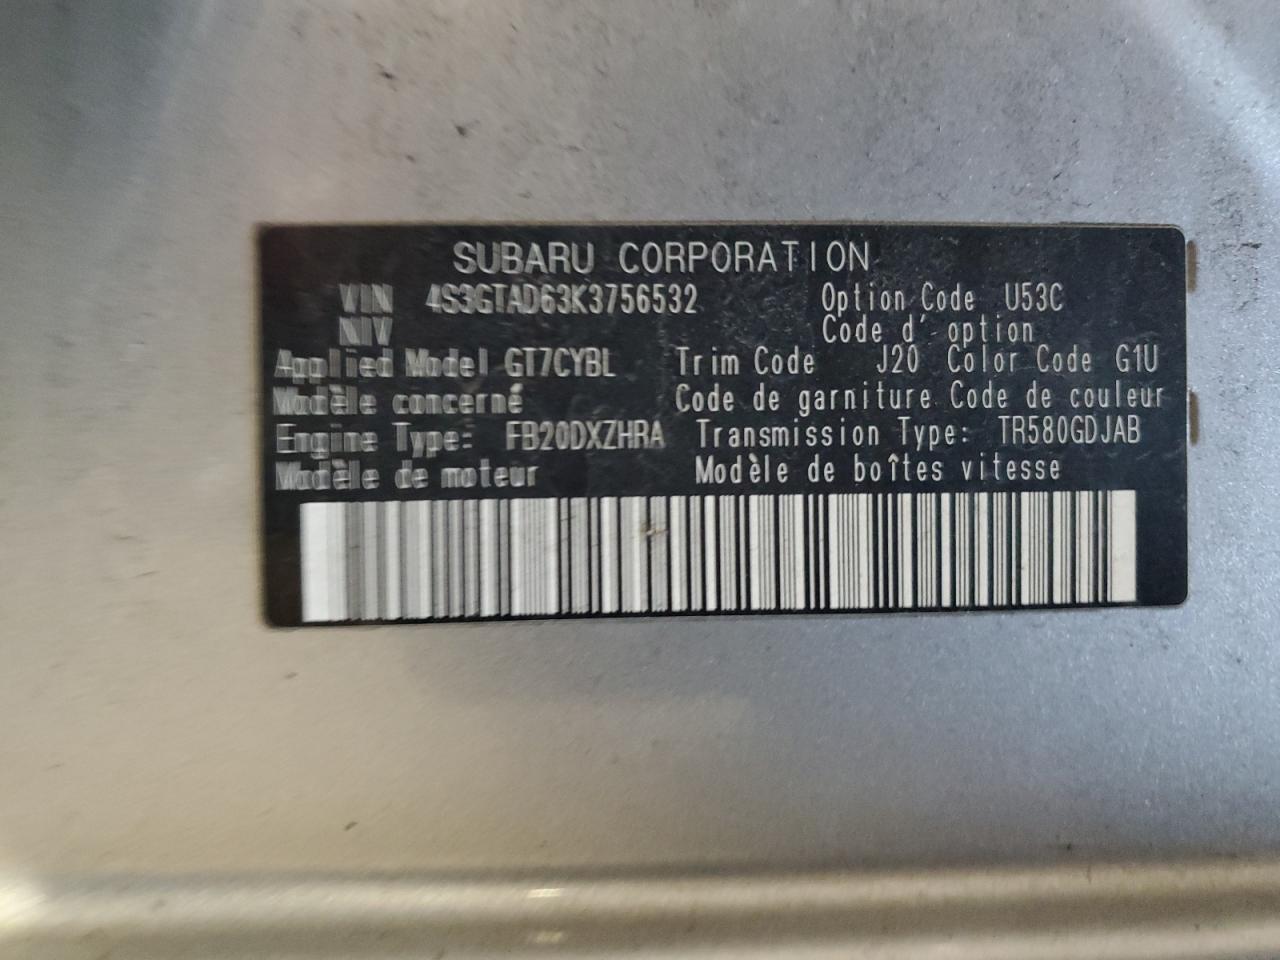 SUBARU CORPORATION
VIN 4S3GTAD63K3756532 Option Code U53C
NIV Code d'option
Applied Model GT7CYBL Trim Code J20 Color Code G1U
Modèle concerné Code de garniture Code de couleur
Engine Type: FB20DXZHRA Transmission Type: TR580GDJAB
Modèle de moteur Modèle de boîtes vitesse